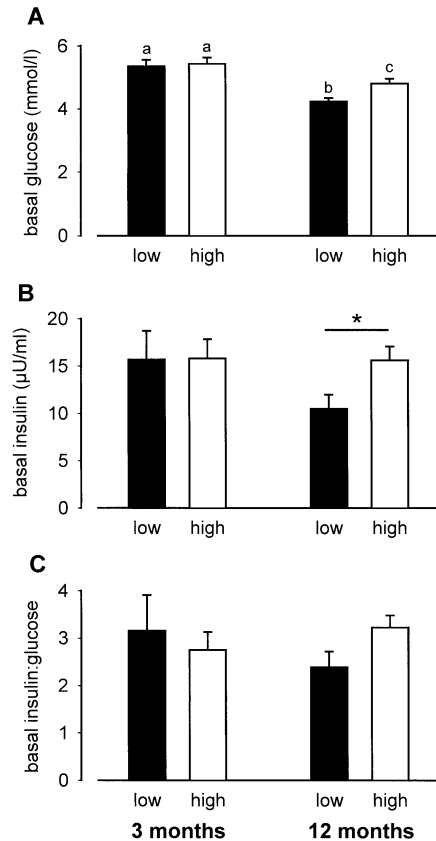 A
basal glucose (mmol/l)
6
4
2
0
a
a
b
c
low
high
low
high
B
basal insulin (µU/ml)
20
15
10
5
0
*
low
high
low
high
C
basal insulin:glucose
4
3
2
1
0
low
high
low
high
3 months
12 months